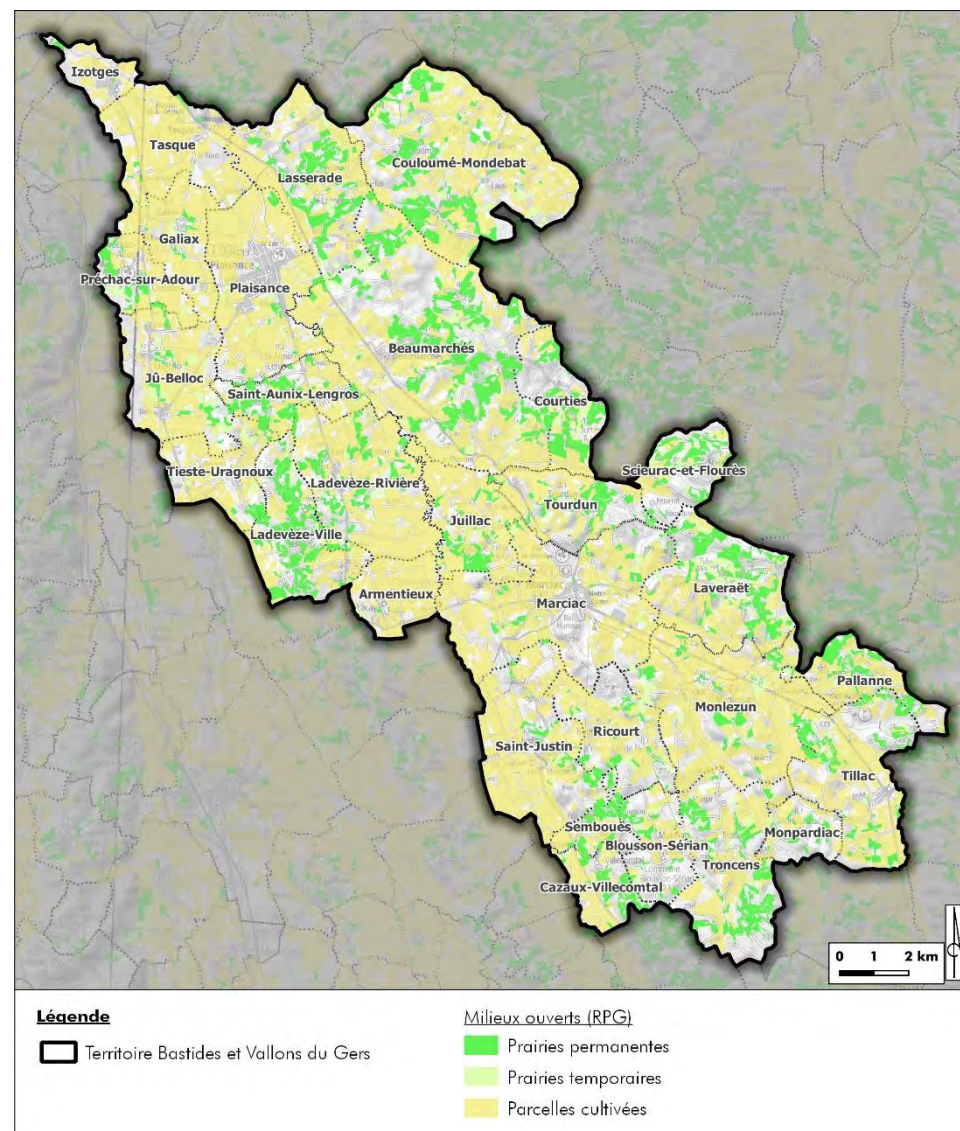 Izotges
Tasque
Lasserade
Couloumé-Mondebat
Galiax
Préchac-sur-Adour
Plaisance
Beaumarchés
Jû-Belloc
Saint-Aunix-Lengros
Courties
Tieste-Uragnoux
Ladevèze-Rivière
Scieurac-et-Flourès
Tourdun
Juillac
Ladevèze-Ville
Armentieux
Marciac
Laveraët
Pallanne
Monlezun
Ricourt
Saint-Justin
Tillac
Sembouès
Monpardiac
Blousson-Sérian
Troncens
Cazaux-Villecomtal
0 1 2 km
Légende
Territoire Bastides et Vallons du Gers
Milieux ouverts (RPG)
Prairies permanentes
Prairies temporaires
Parcelles cultivées